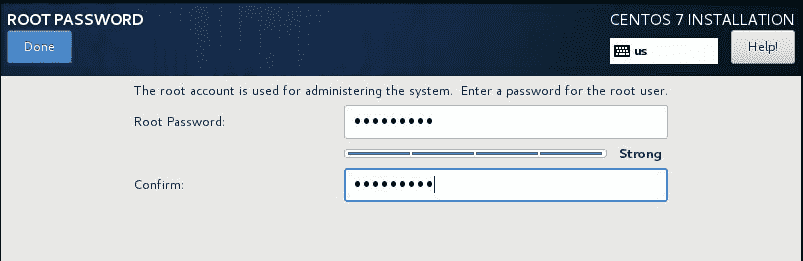 ROOT PASSWORD
CENTOS 7 INSTALLATION
Done
us
Help!
The root account is used for administering the system. Enter a password for the root user.
Root Password:
•••••••••
Strong
Confirm:
•••••••••